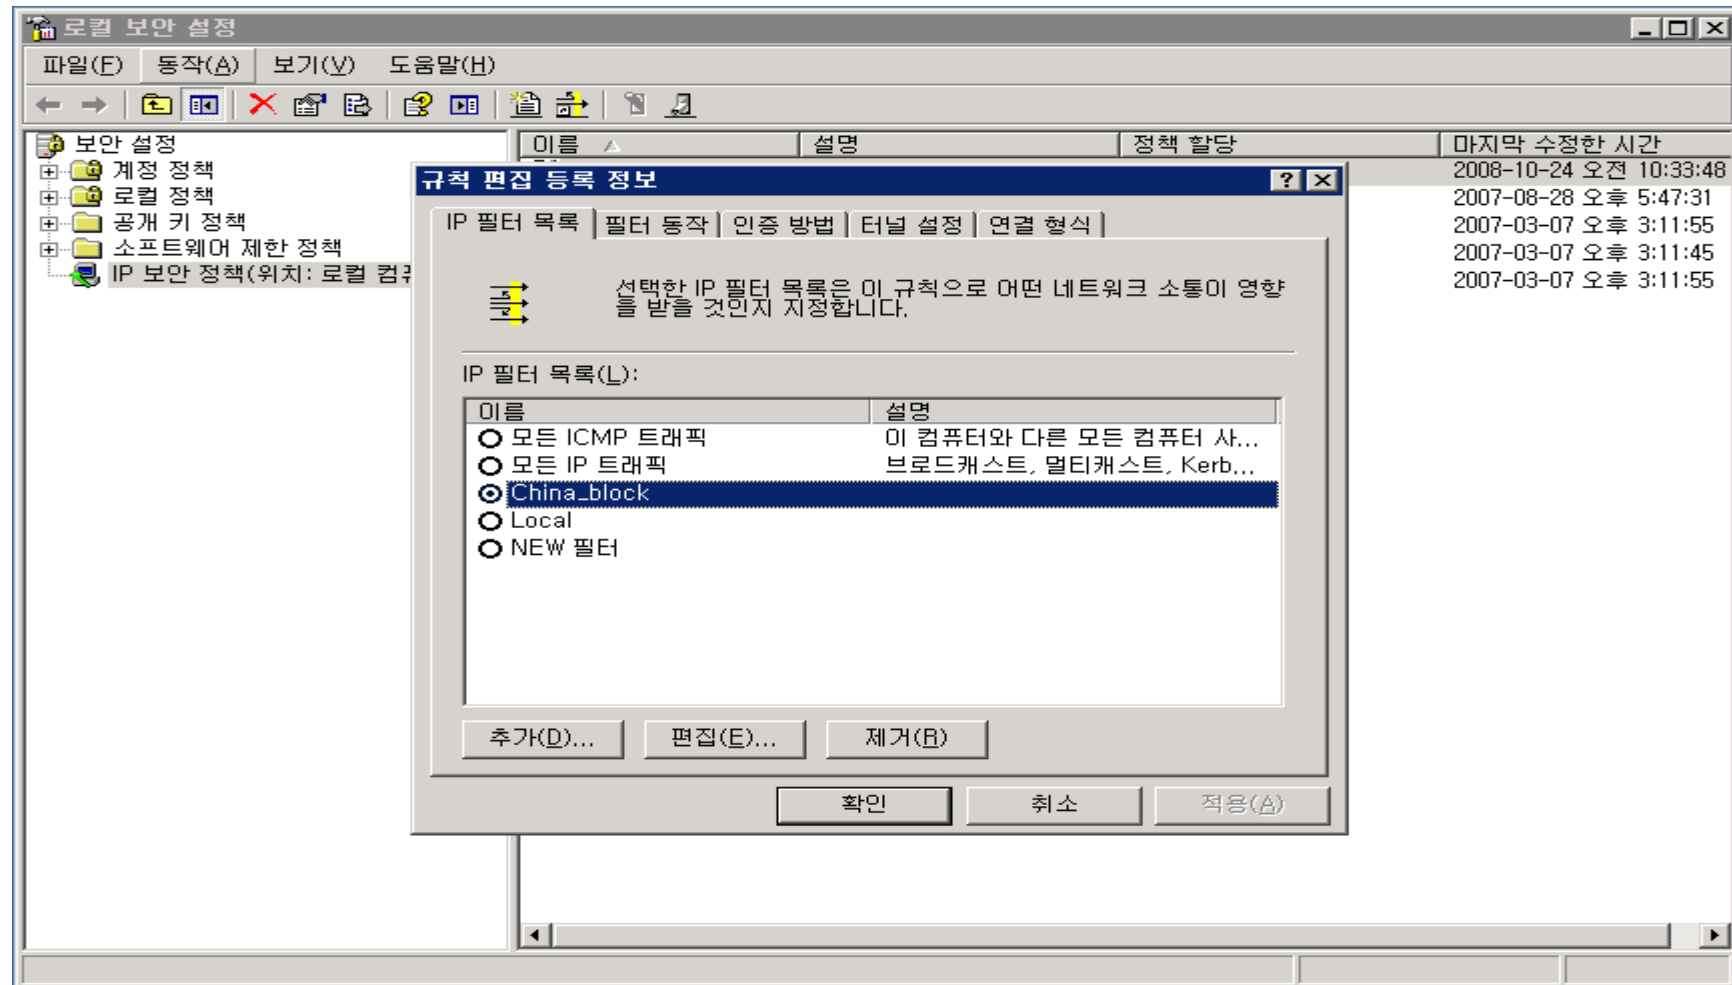 로컬 보안 설정
파일(F) 동작(A) 보기(V) 도움말(H)
보안 설정
계정 정책
로컬 정책
공개 키 정책
소프트웨어 제한 정책
IP 보안 정책(위치: 로컬
이름 설명 정책 할당 마지막 수정한 시간
2008-10-24 오전 10:33:48
2007-08-28 오후 5:47:31
2007-03-07 오후 3:11:55
2007-03-07 오후 3:11:45
2007-03-07 오후 3:11:55
규칙 편집 등록 정보
IP 필터 목록 필터 동작 인증 방법 터널 설정 연결 형식
선택한 IP 필터 목록은 이 규칙으로 어떤 네트워크 소통이 영향
을 받을 것인지 지정합니다.
IP 필터 목록(L):
이름 설명
모든 ICMP 트래픽 이 컴퓨터와 다른 모든 컴퓨터 사...
모든 IP 트래픽 브로드캐스트, 멀티캐스트, Kerb...
China_block
Local
NEW 필터
추가(D)... 편집(E)... 제거(R)
확인 취소 적용(A)